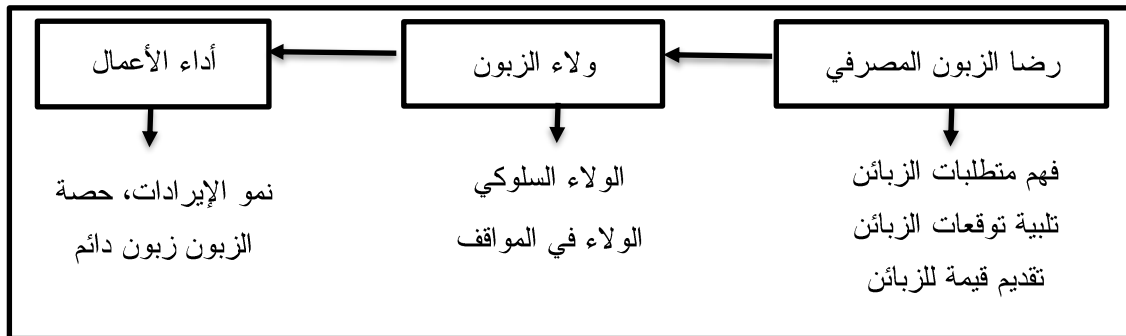 رضا الزبون المصرفي
ولاء الزبون
أداء الأعمال
فهم متطلبات الزبائن
تلبية توقعات الزبائن
تقديم قيمة للزبائن
الولاء السلوكي
الولاء في المواقف
نمو الإيرادات، حصة
الزبون زبون دائم